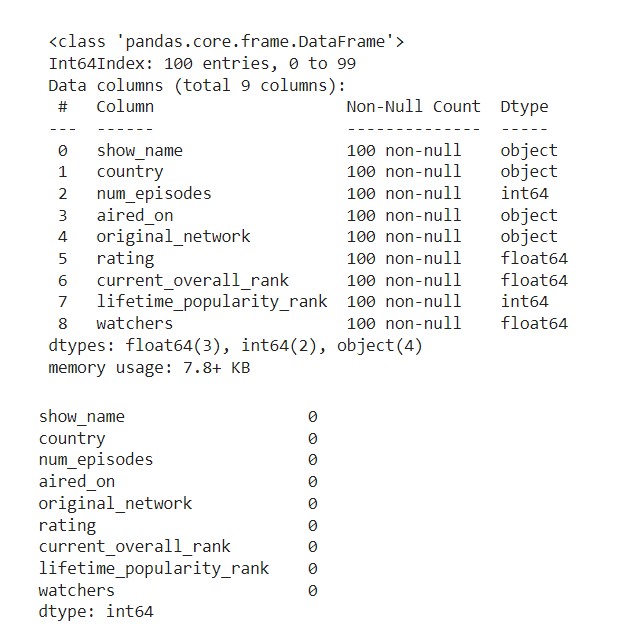 <class 'pandas.core.frame.DataFrame'>
Int64Index: 100 entries, 0 to 99
Data columns (total 9 columns):
#   Column                    Non-Null Count  Dtype
---  ------                    --------------  -----
0   show_name                 100 non-null    object
1   country                   100 non-null    object
2   num_episodes              100 non-null    int64
3   aired_on                  100 non-null    object
4   original_network          100 non-null    object
5   rating                    100 non-null    float64
6   current_overall_rank      100 non-null    float64
7   lifetime_popularity_rank  100 non-null    int64
8   watchers                  100 non-null    float64
dtypes: float64(3), int64(2), object(4)
memory usage: 7.8+ KB
show_name                   0
country                     0
num_episodes                0
aired_on                    0
original_network            0
rating                      0
current_overall_rank        0
lifetime_popularity_rank    0
watchers                    0
dtype: int64